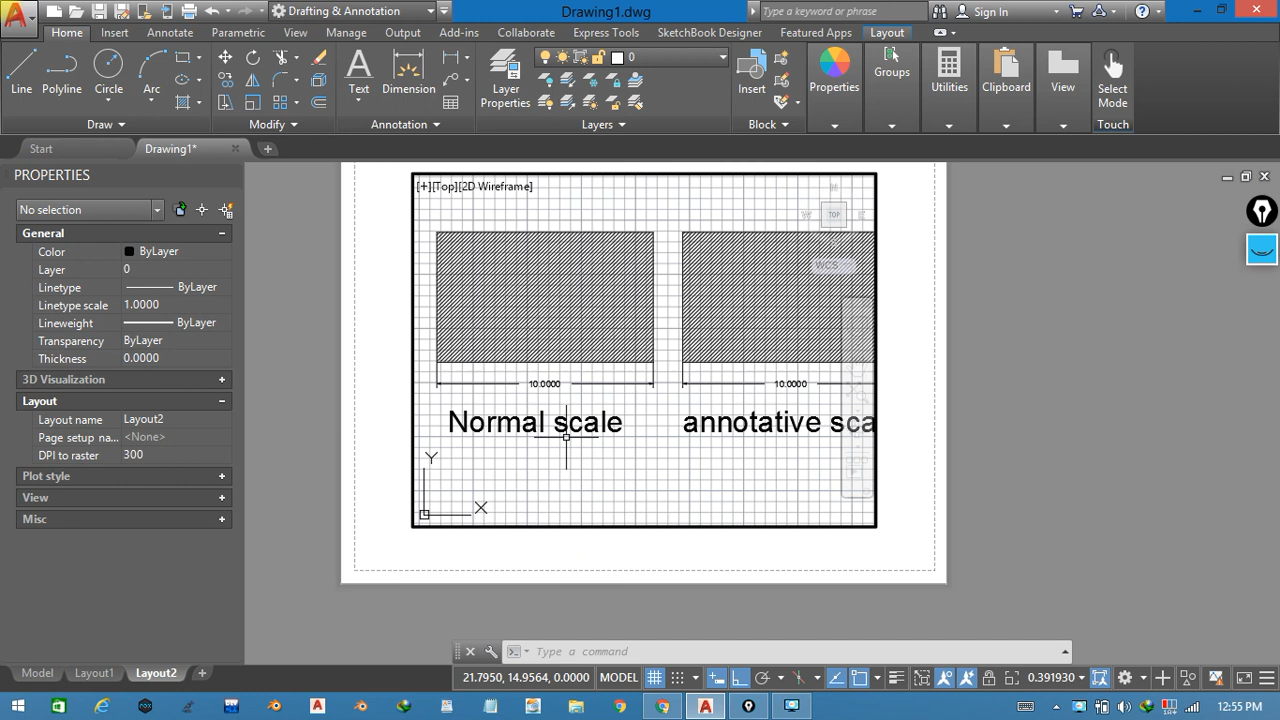 Drafting & Annotation
Drawing1.dwg
Type a keyword or phrase
Sign In
Home Insert Annotate Parametric View Manage Output Add-ins Collaborate Express Tools SketchBook Designer Featured Apps Layout
Line Polyline Circle Arc Text Dimension Layer Properties 0 Insert Properties Groups Utilities Clipboard View Select Mode
Draw Modify Annotation Layers Block Touch
Start Drawing1*
PROPERTIES
No selection
General
Color ByLayer
Layer 0
Linetype ByLayer
Linetype scale 1.0000
Lineweight ByLayer
Transparency ByLayer
Thickness 0.0000
3D Visualization
Layout
Layout name Layout2
Page setup na... <None>
DPI to raster 300
Plot style
View
Misc
[+][Top][2D Wireframe]
N
W TOP E
WCS
10.0000 10.0000
Normal scale annotative sca
Y
X
Type a command
Model Layout1 Layout2
21.7950, 14.9564, 0.0000 MODEL 0.391930
12:55 PM